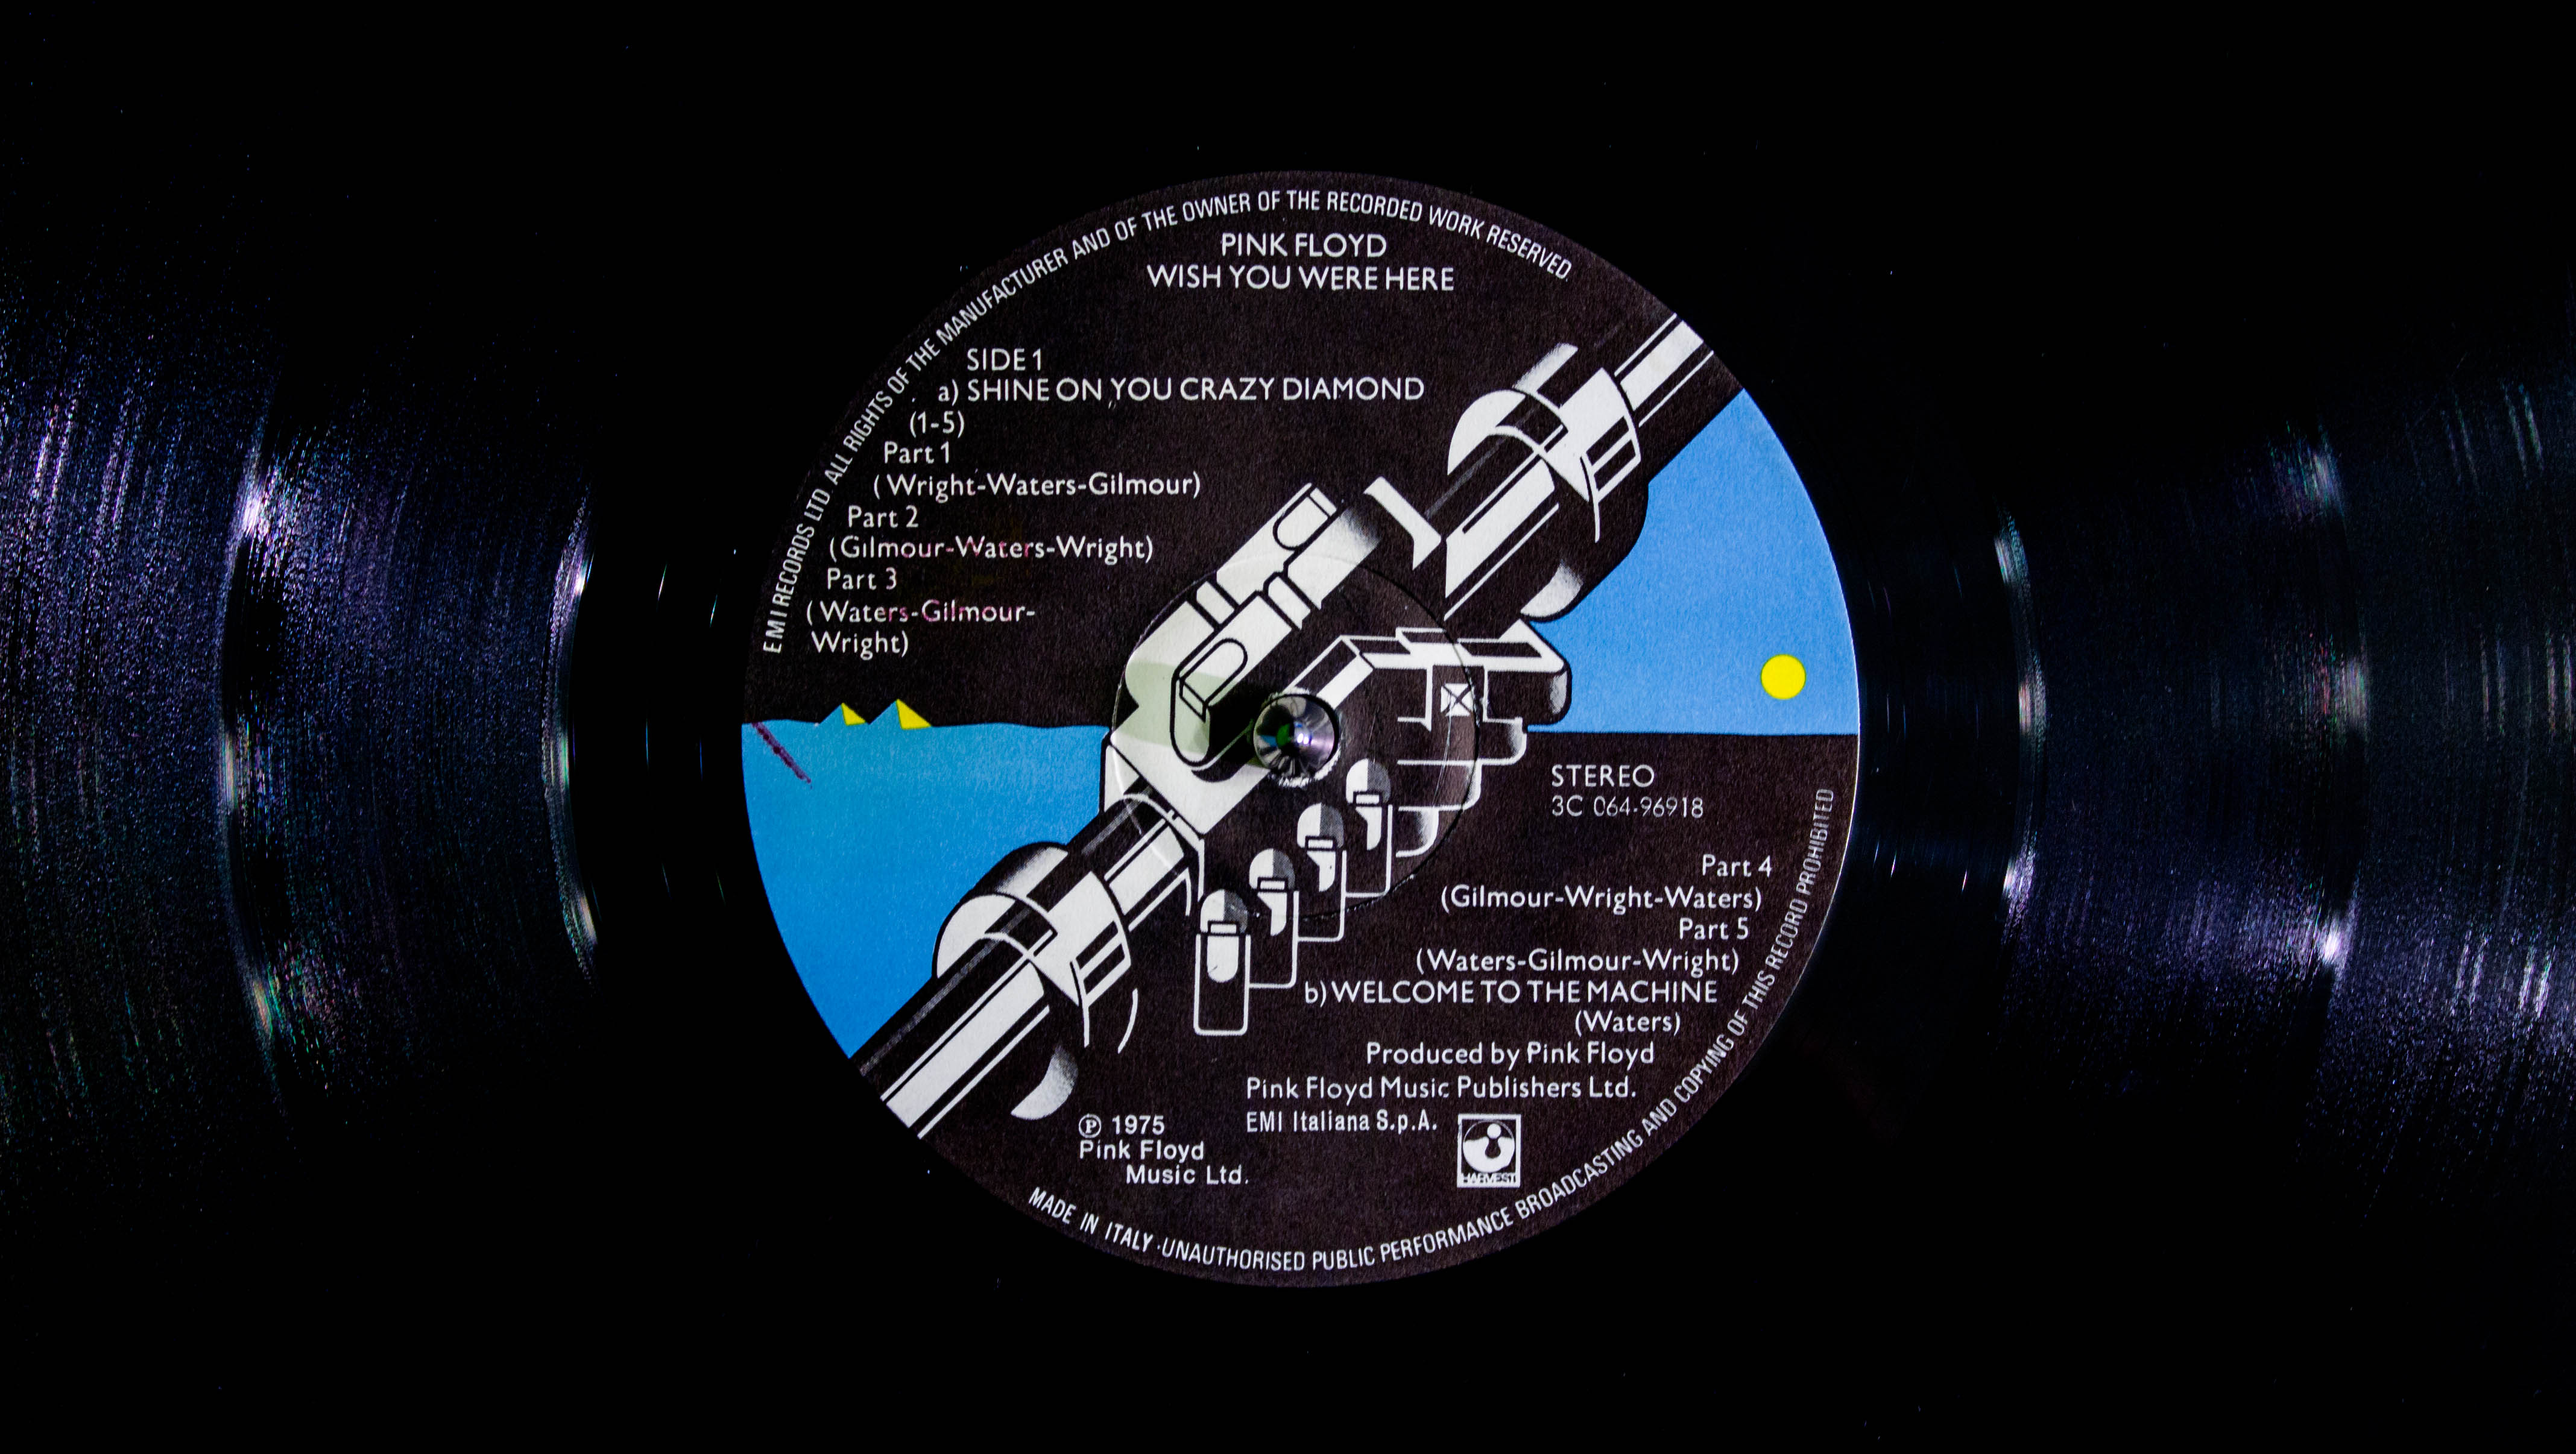 EMI RECORDS LTD ALL RIGHTS OF THE MANUFACTURER AND OF THE OWNER OF THE RECORDED WORK RESERVED
PINK FLOYD
WISH YOU WERE HERE
SIDE 1
a) SHINE ON YOU CRAZY DIAMOND
(1-5)
Part 1
(Wright-Waters-Gilmour)
Part 2
(Gilmour-Waters-Wright)
Part 3
(Waters-Gilmour-
Wright)
STEREO
3C 064-96918
Part 4
(Gilmour-Wright-Waters)
Part 5
(Waters-Gilmour-Wright)
b) WELCOME TO THE MACHINE
(Waters)
Produced by Pink Floyd
Pink Floyd Music Publishers Ltd.
EMI Italiana S.p.A.
℗ 1975
Pink Floyd
Music Ltd.
HARVEST
MADE IN ITALY · UNAUTHORISED PUBLIC PERFORMANCE BROADCASTING AND COPYING OF THIS RECORD PROHIBITED